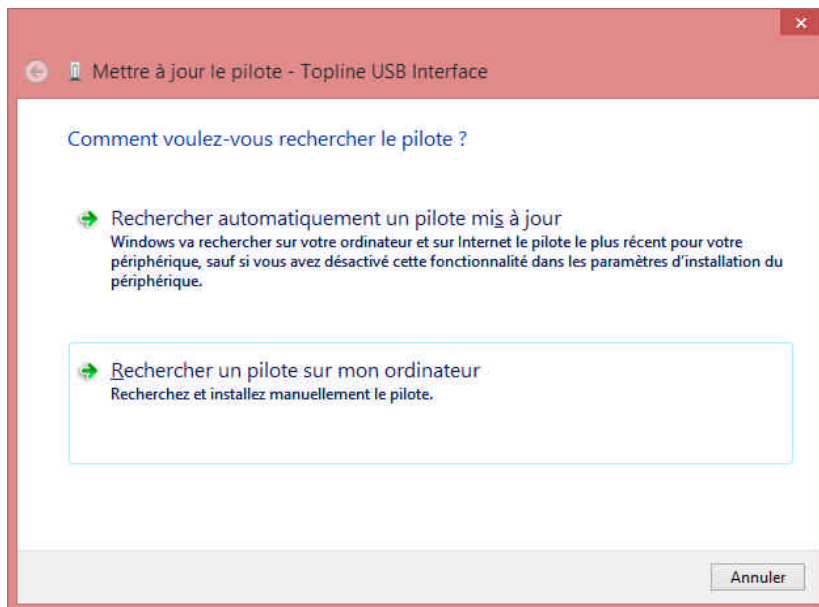 Mettre à jour le pilote - Topline USB Interface
Comment voulez-vous rechercher le pilote ?
Rechercher automatiquement un pilote mis à jour
Windows va rechercher sur votre ordinateur et sur Internet le pilote le plus récent pour votre
périphérique, sauf si vous avez désactivé cette fonctionnalité dans les paramètres d'installation du
périphérique.
Rechercher un pilote sur mon ordinateur
Recherchez et installez manuellement le pilote.
Annuler